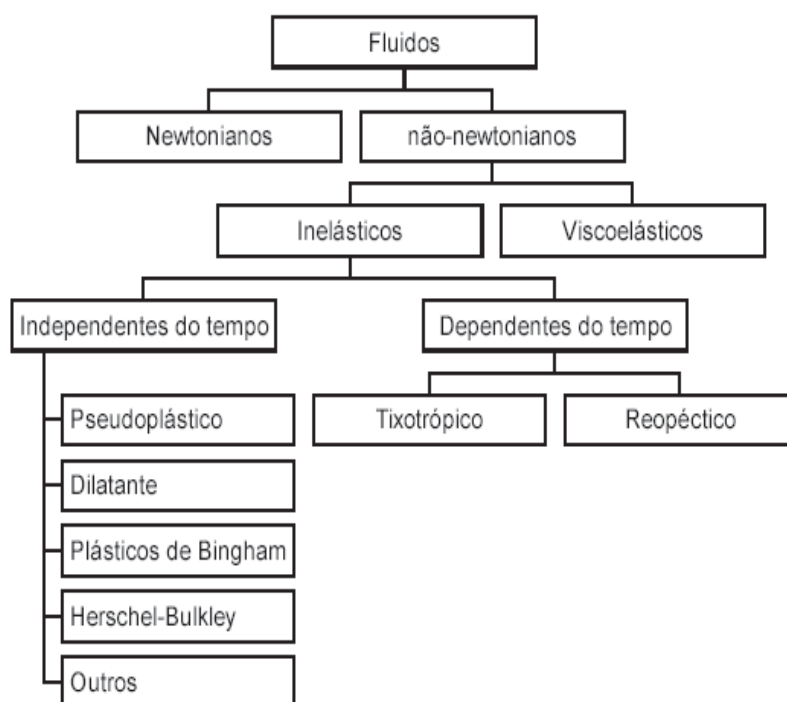 Fluidos
Newtonianos
não-newtonianos
Inelásticos
Viscoelásticos
Independentes do tempo
Dependentes do tempo
Pseudoplástico
Tixotrópico
Reopéctico
Dilatante
Plásticos de Bingham
Herschel-Bulkley
Outros